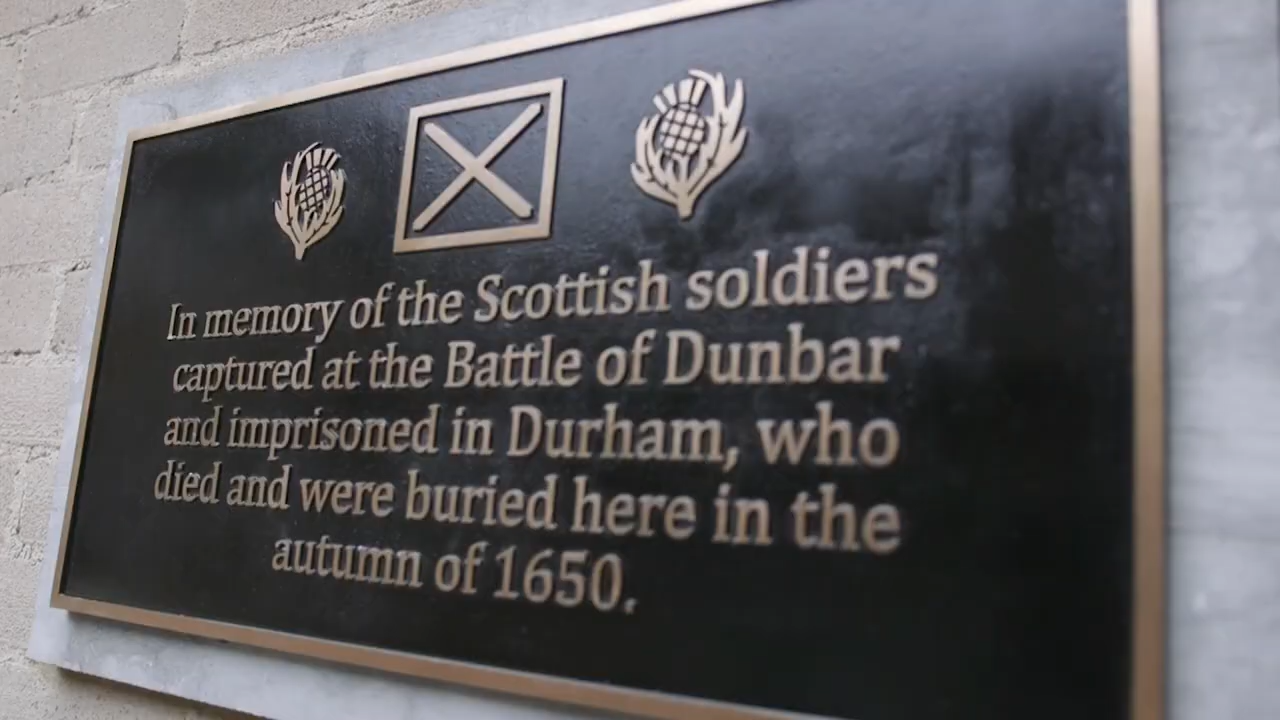 In memory of the Scottish soldiers
captured at the Battle of Dunbar
and imprisoned in Durham, who
died and were buried here in the
autumn of 1650.